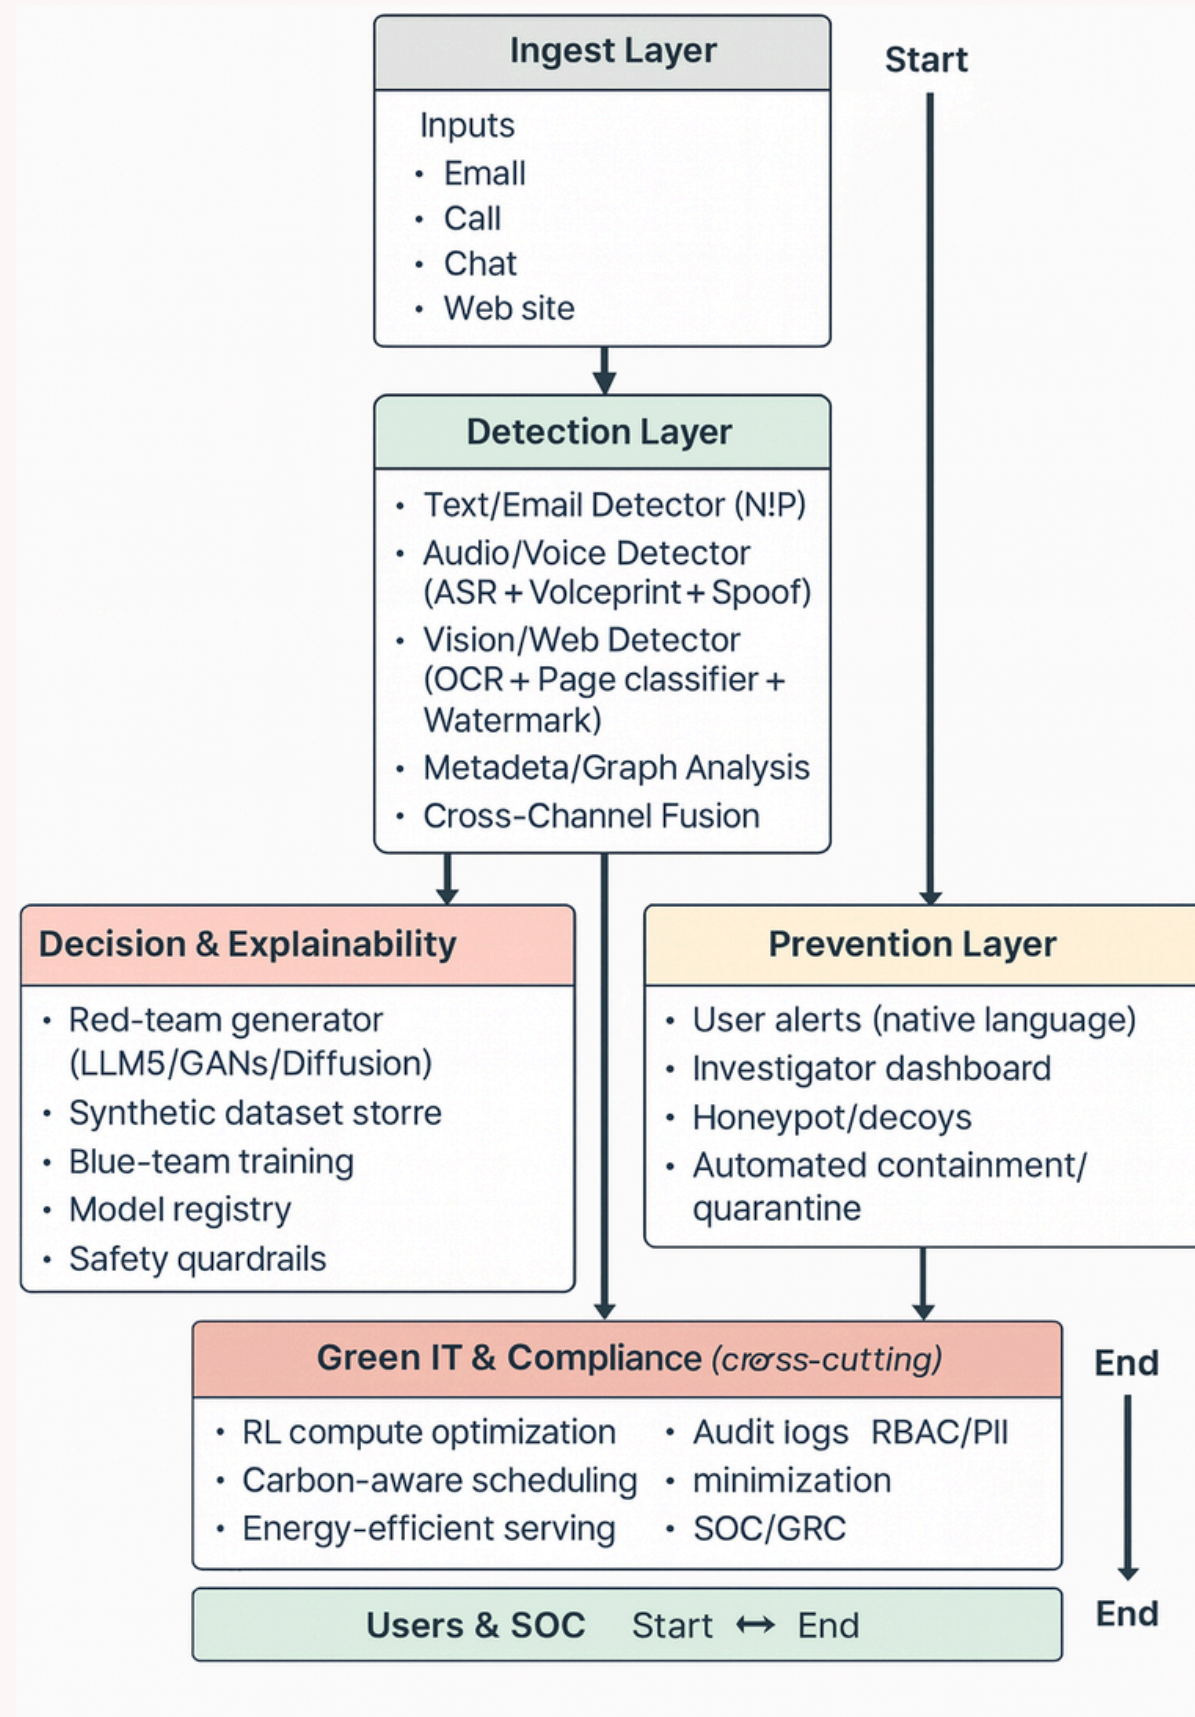 Ingest Layer
Start
Inputs
• Emall
• Call
• Chat
• Web site
Detection Layer
• Text/Email Detector (N!P)
• Audio/Voice Detector
(ASR + Volceprint + Spoof)
• Vision/Web Detector
(OCR + Page classifier +
Watermark)
• Metadeta/Graph Analysis
• Cross-Channel Fusion
Decision & Explainability
• Red-team generator
(LLM5/GANs/Diffusion)
• Synthetic dataset storre
• Blue-team training
• Model registry
• Safety quardrails
Prevention Layer
• User alerts (native language)
• Investigator dashboard
• Honeypot/decoys
• Automated containment/
quarantine
Green IT & Compliance (cross-cutting)
• RL compute optimization
• Carbon-aware scheduling
• Energy-efficient serving
• Audit logs RBAC/PII
• minimization
• SOC/GRC
End
End
Users & SOC Start ↔ End